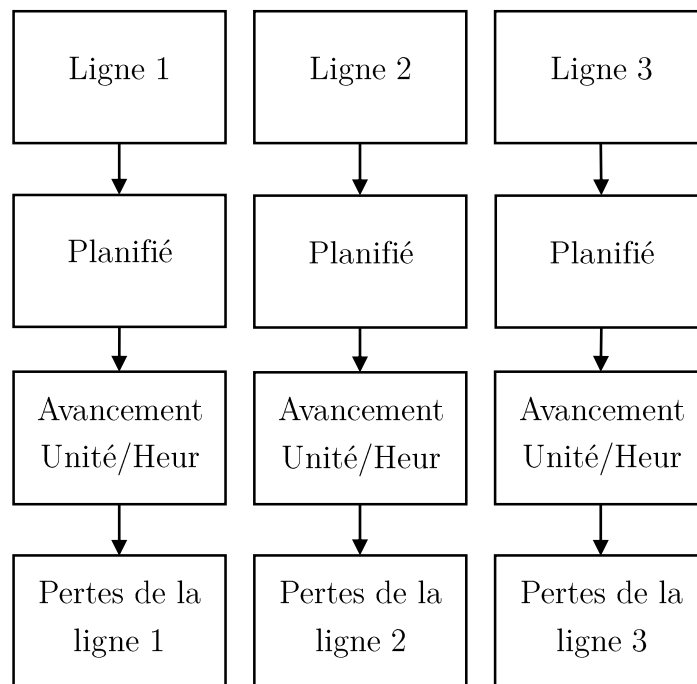 Ligne 1
Ligne 2
Ligne 3
Planifié
Planifié
Planifié
Avancement
Unité/Heur
Avancement
Unité/Heur
Avancement
Unité/Heur
Pertes de la
ligne 1
Pertes de la
ligne 2
Pertes de la
ligne 3